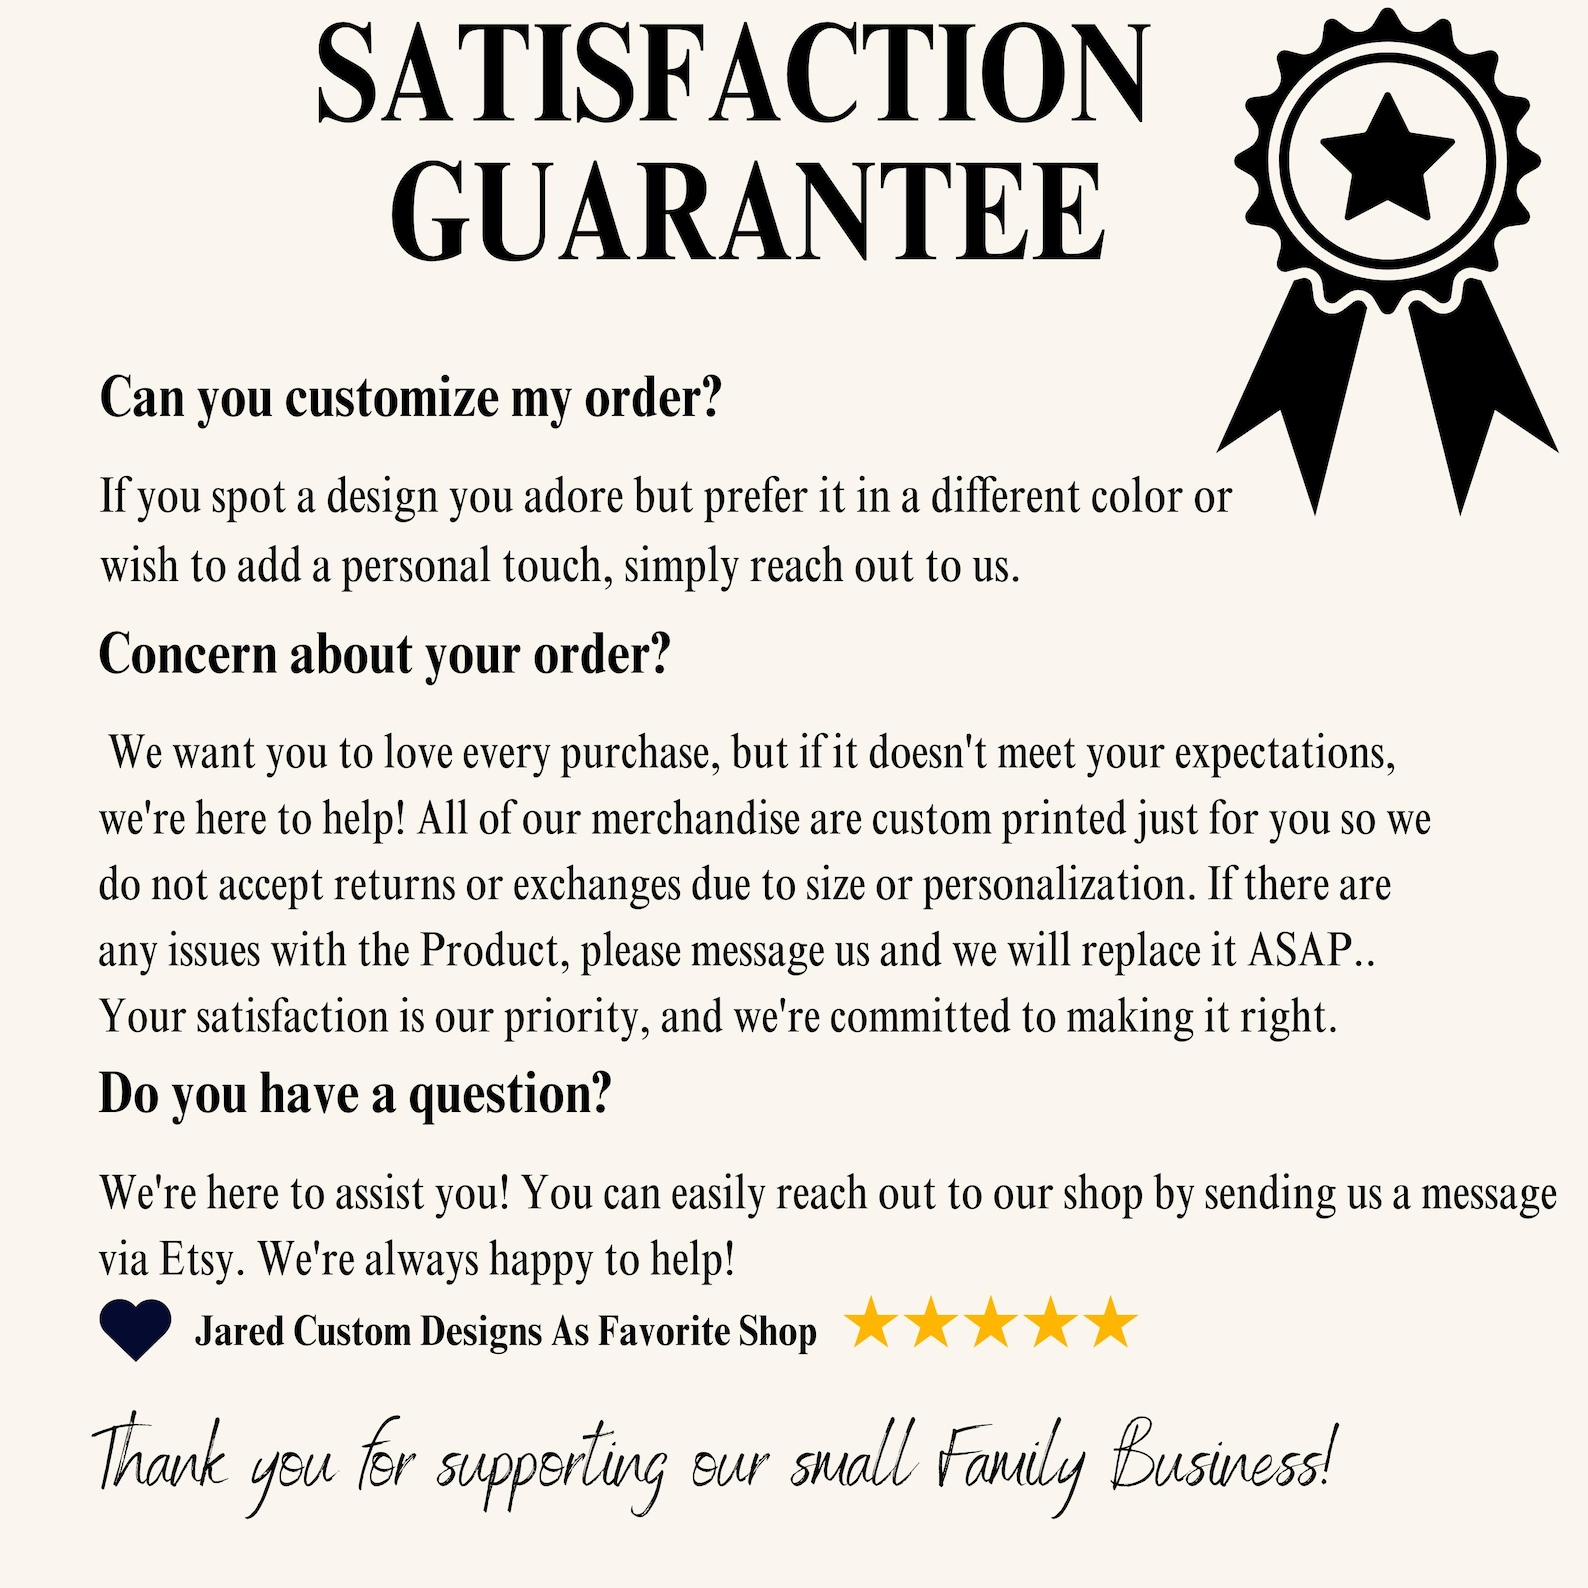 SATISFACTION
GUARANTEE
Can you customize my order?
If you spot a design you adore but prefer it in a different color or
wish to add a personal touch, simply reach out to us.
Concern about your order?
We want you to love every purchase, but if it doesn't meet your expectations,
we're here to help! All of our merchandise are custom printed just for you so we
do not accept returns or exchanges due to size or personalization. If there are
any issues with the Product, please message us and we will replace it ASAP..
Your satisfaction is our priority, and we're committed to making it right.
Do you have a question?
We're here to assist you! You can easily reach out to our shop by sending us a message
via Etsy. We're always happy to help!
Jared Custom Designs As Favorite Shop
Thank you for supporting our small Family Business!